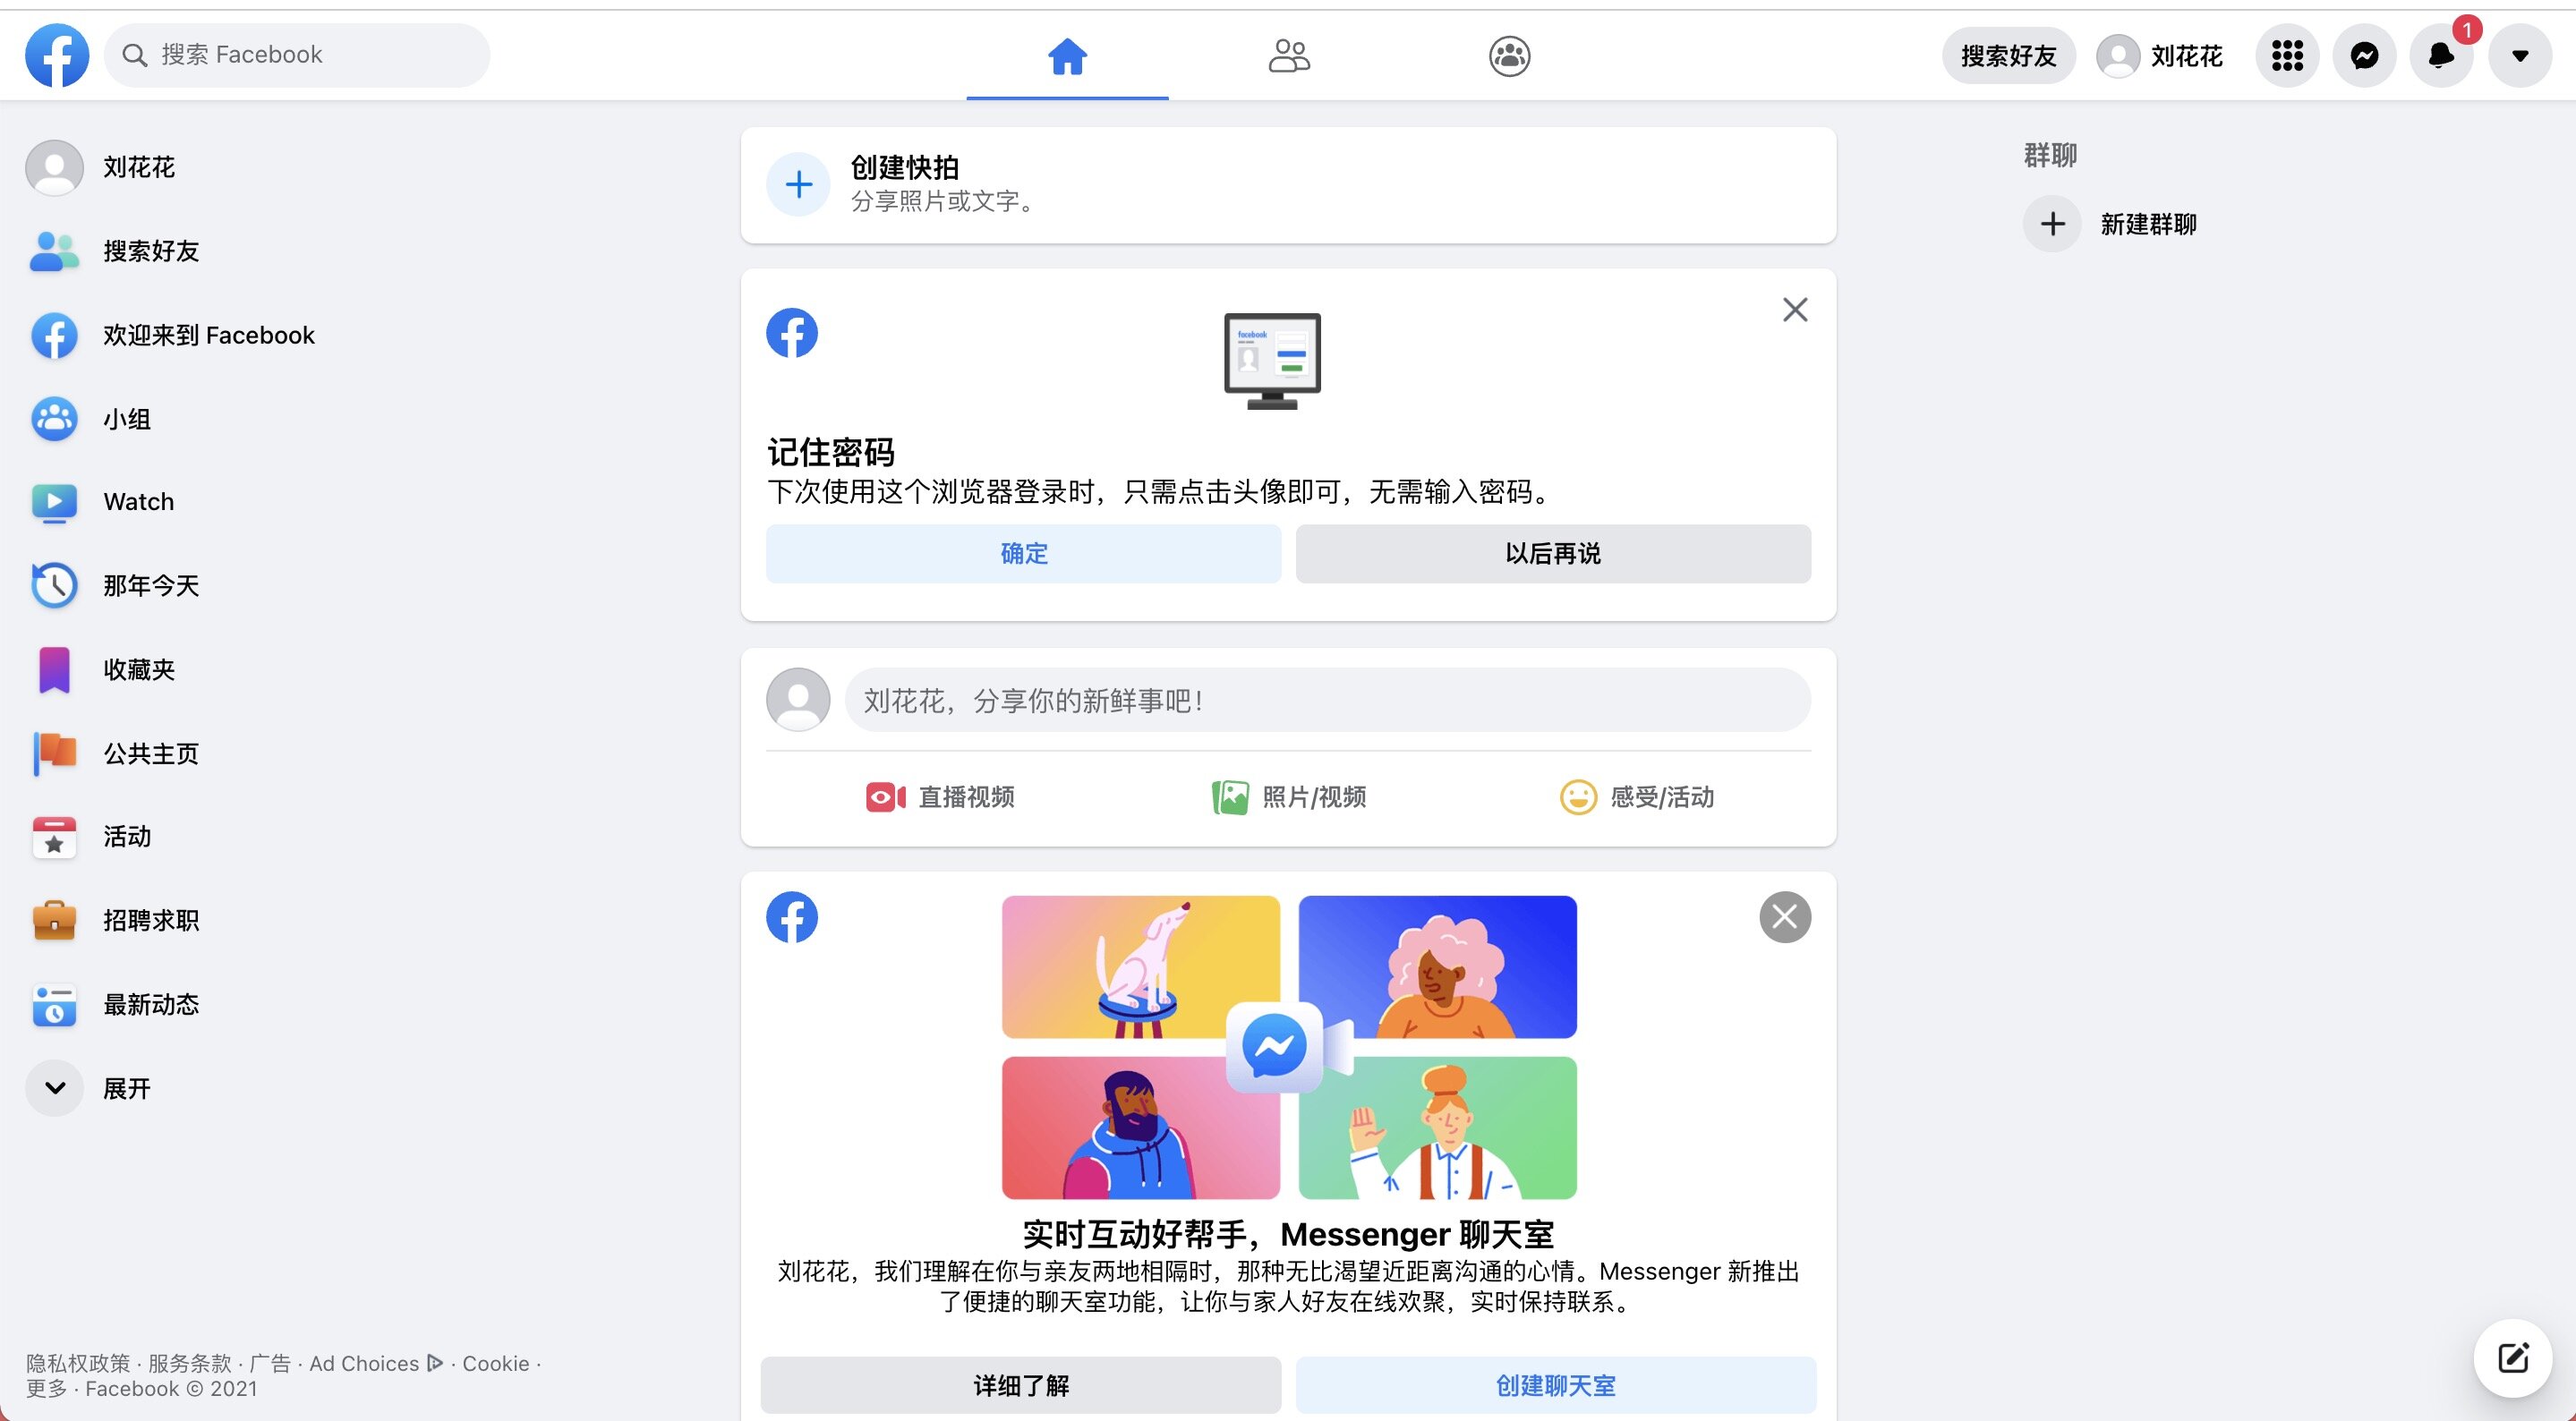 搜索 Facebook
搜索好友
刘花花
1
刘花花
搜索好友
欢迎来到 Facebook
小组
Watch
那年今天
收藏夹
公共主页
活动
招聘求职
最新动态
展开
隐私权政策 · 服务条款 · 广告 · Ad Choices · Cookie ·
更多 · Facebook © 2021
创建快拍
分享照片或文字。
facebook
记住密码
下次使用这个浏览器登录时，只需点击头像即可，无需输入密码。
确定
以后再说
刘花花，分享你的新鲜事吧！
直播视频
照片/视频
感受/活动
实时互动好帮手，Messenger 聊天室
刘花花，我们理解在你与亲友两地相隔时，那种无比渴望近距离沟通的心情。Messenger 新推出
了便捷的聊天室功能，让你与家人好友在线欢聚，实时保持联系。
详细了解
创建聊天室
群聊
新建群聊